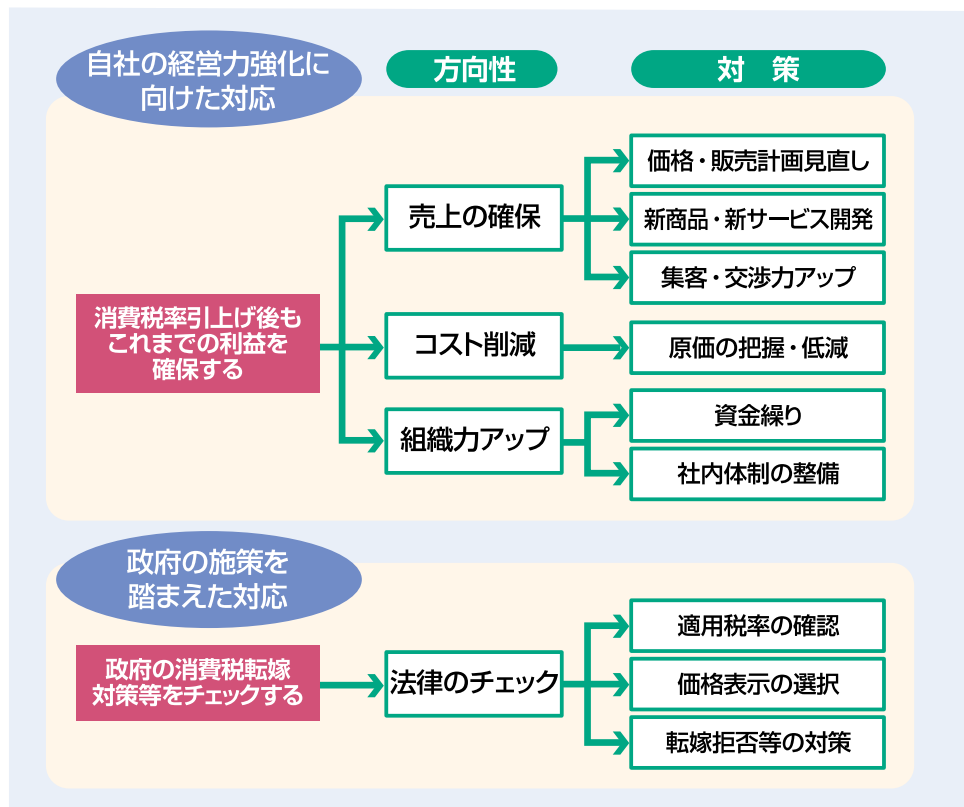 自社の経営力強化に
向けた対応
方向性
対　策
消費税率引上げ後も
これまでの利益を
確保する
売上の確保
価格・販売計画見直し
新商品・新サービス開発
集客・交渉力アップ
コスト削減
原価の把握・低減
組織力アップ
資金繰り
社内体制の整備
政府の施策を
踏まえた対応
政府の消費税転嫁
対策等をチェックする
法律のチェック
適用税率の確認
価格表示の選択
転嫁拒否等の対策